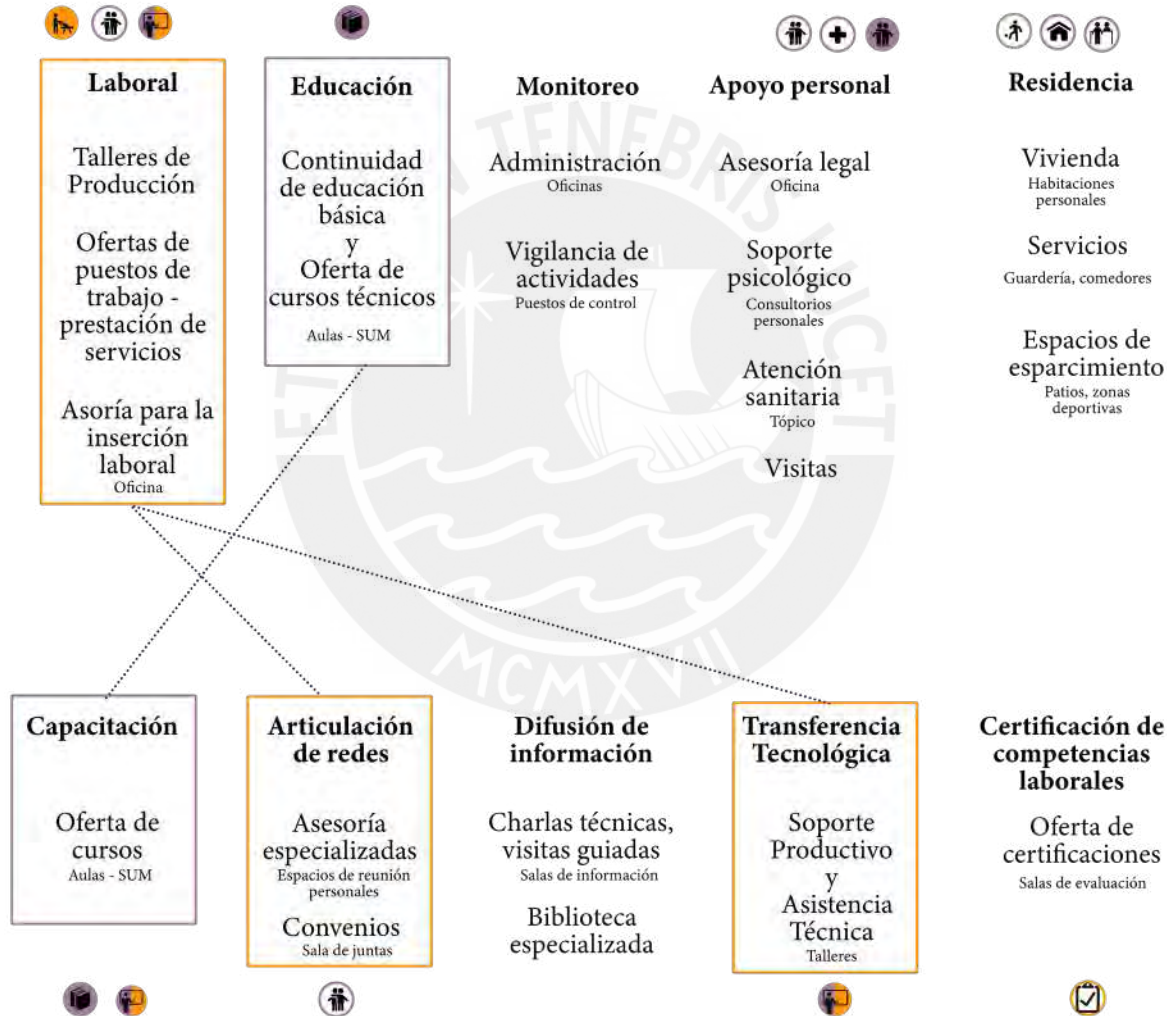 Laboral
Talleres de
Producción
Ofertas de
puestos de
trabajo -
prestación de
servicios
Asoría para la
inserción
laboral
Oficina
Educación
Continuidad
de educación
básica
y
Oferta de
cursos técnicos
Aulas - SUM
Monitoreo
Administración
Oficinas
Vigilancia de
actividades
Puestos de control
Apoyo personal
Asesoría legal
Oficina
Soporte
psicológico
Consultorios
personales
Atención
sanitaria
Tópico
Visitas
Residencia
Vivienda
Habitaciones
personales
Servicios
Guardería, comedores
Espacios de
esparcimiento
Patios, zonas
deportivas
ET IN TENEBRIS LVCET
MCMXVII
Capacitación
Oferta de
cursos
Aulas - SUM
Articulación
de redes
Asesoría
especializadas
Espacios de reunión
personales
Convenios
Sala de juntas
Difusión de
información
Charlas técnicas,
visitas guiadas
Salas de información
Biblioteca
especializada
Transferencia
Tecnológica
Soporte
Productivo
y
Asistencia
Técnica
Talleres
Certificación de
competencias
laborales
Oferta de
certificaciones
Salas de evaluación